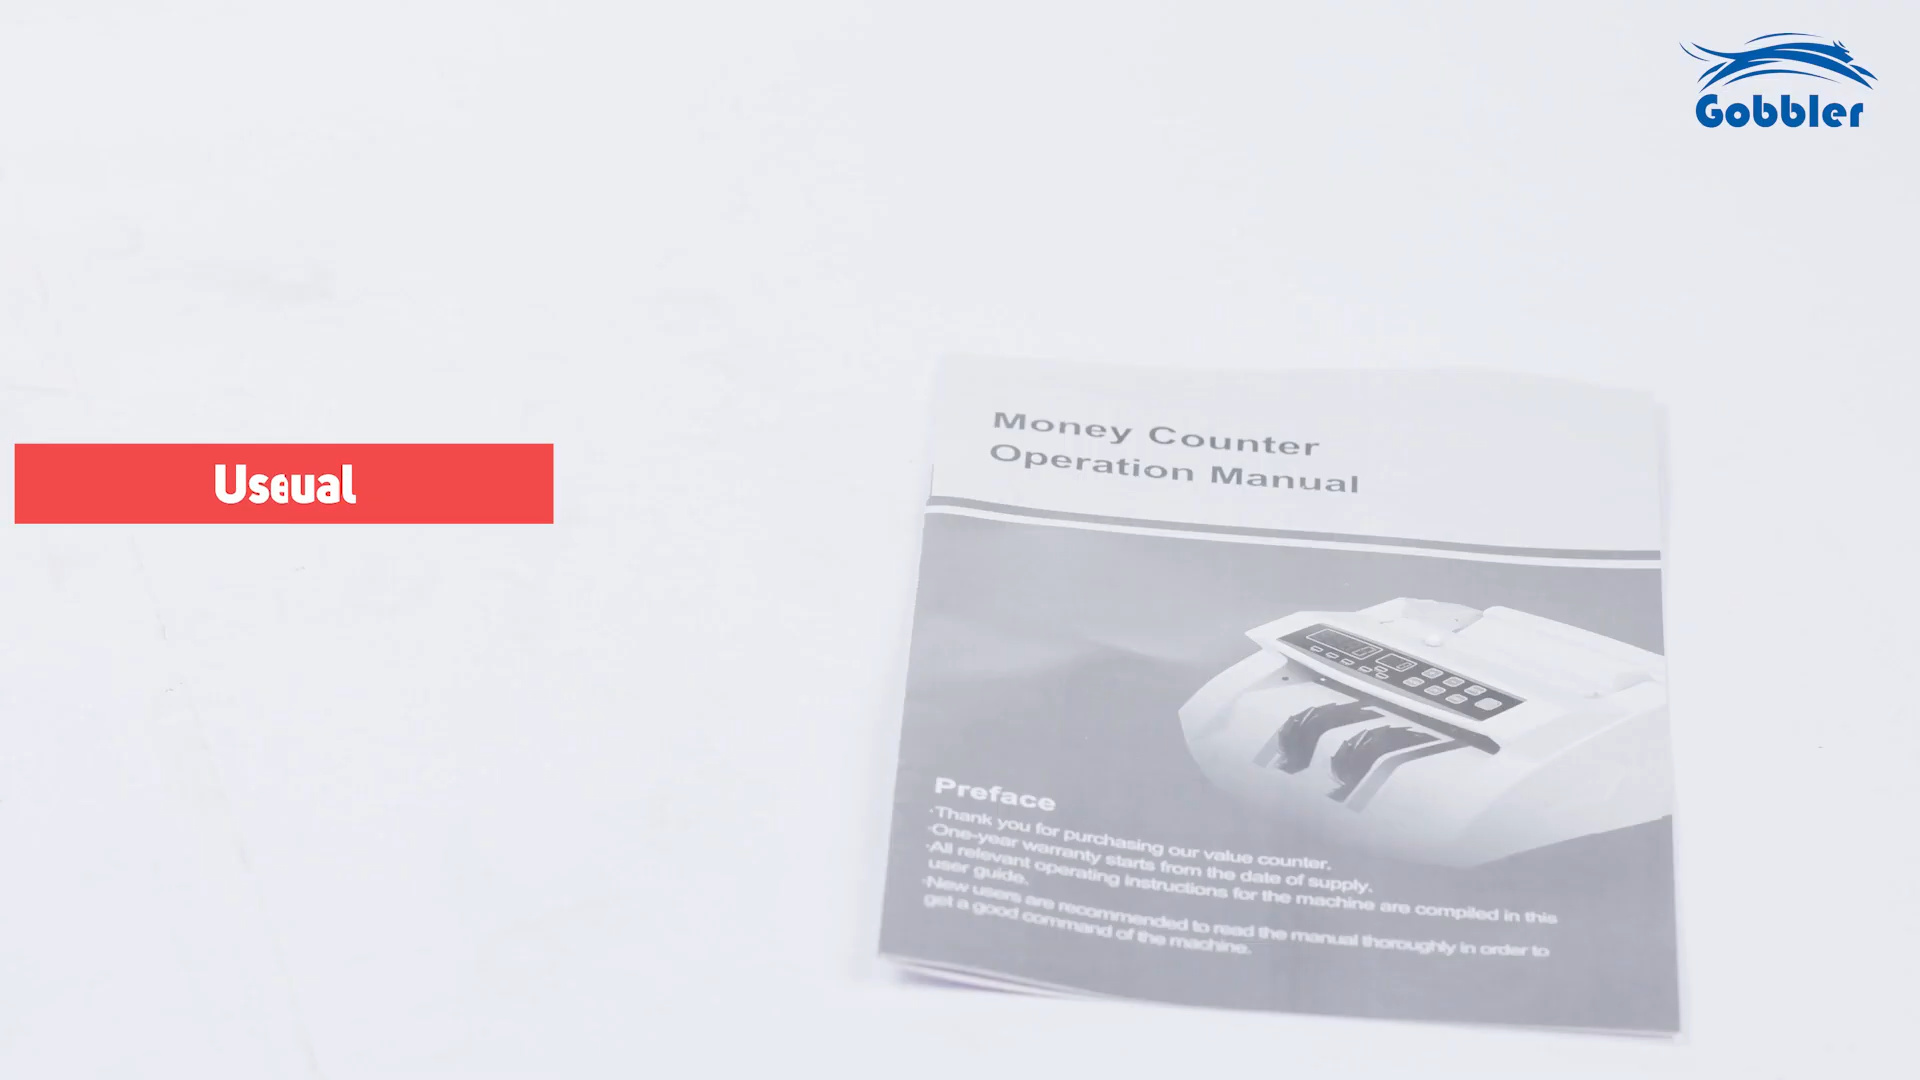 Gobbler
Money Counter
Operation Manual
Preface
·Thank you for purchasing our value counter.
·One-year warranty starts from the date of supply.
·All relevant operating instructions for the machine are compiled in this
user guide.
·New users are recommended to read the manual thoroughly in order to
get a good command of the machine.